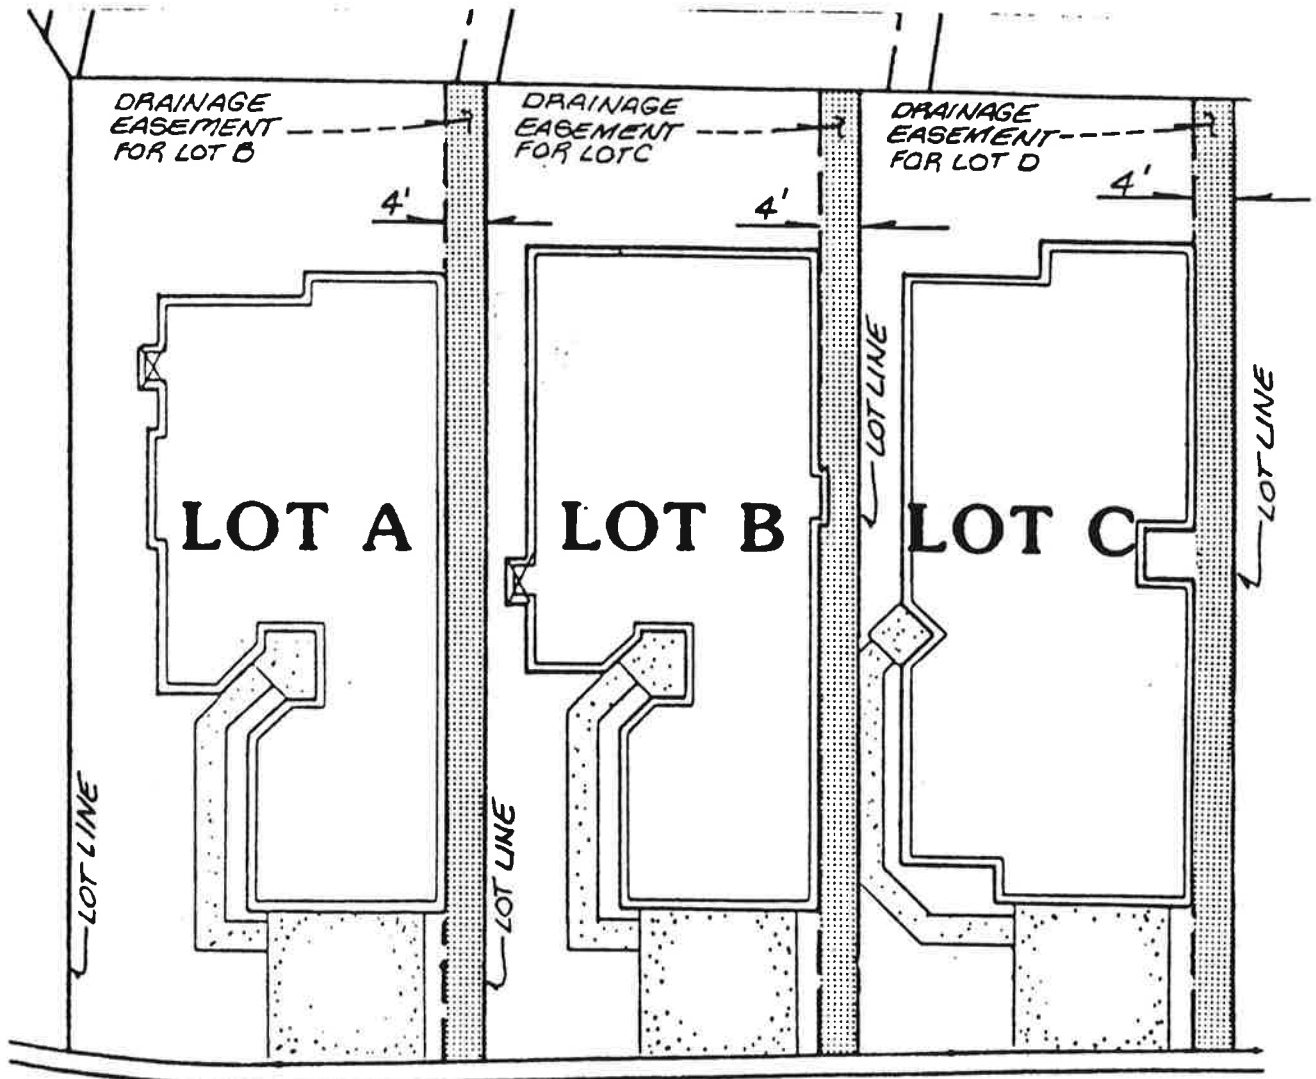 DRAINAGE
EASEMENT
FOR LOT B
DRAINAGE
EASEMENT
FOR LOT C
DRAINAGE
EASEMENT
FOR LOT D
4'
4'
4'
LOT A
LOT B
LOT C
LOT LINE
LOT LINE
LOT LINE
LOT LINE